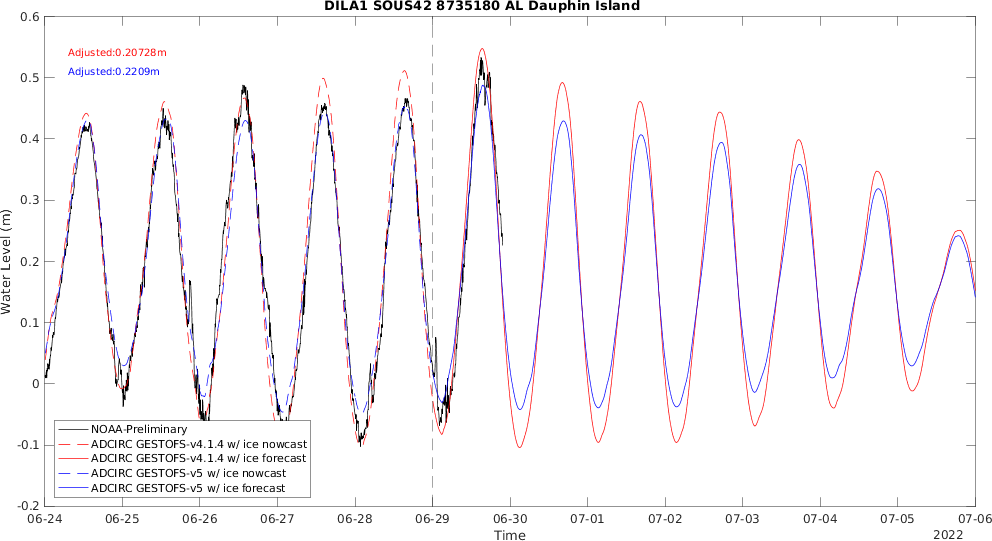 DILA1 SOUS42 8735180 AL Dauphin Island
0.6
Adjusted:0.20728m
Adjusted:0.2209m
0.5
0.4
0.3
0.2
0.1
0
-0.1
-0.2
Water Level (m)
NOAA-Preliminary
ADCIRC GESTOFS-v4.1.4 w/ ice nowcast
ADCIRC GESTOFS-v4.1.4 w/ ice forecast
ADCIRC GESTOFS-v5 w/ ice nowcast
ADCIRC GESTOFS-v5 w/ ice forecast
06-24 06-25 06-26 06-27 06-28 06-29 06-30 07-01 07-02 07-03 07-04 07-05 07-06
Time
2022